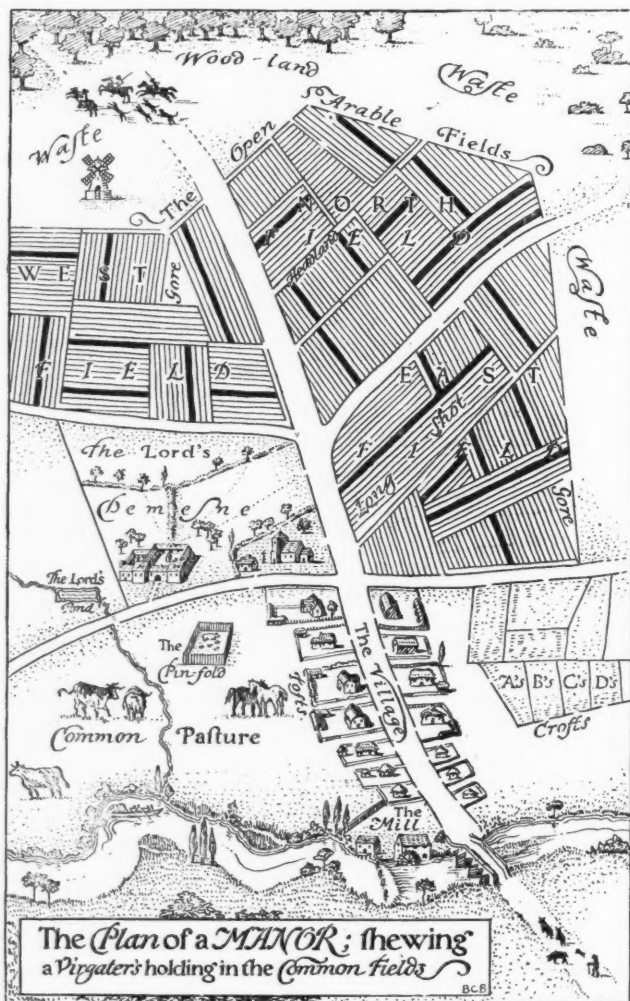 Wood-land
Waste
Waste
The Open Arable Fields
NORTH
FIELD
Headland
WEST
FIELD
Gore
Waste
EAST
FIELD
Long Shot
Gore
The Lord's
Demesne
The Lord's
Pond
The
Pin-fold
Tofts
The Village
A's B's C's D's
Crofts
Common Pasture
The
Mill
The Plan of a MANOR; shewing
a Virgater's holding in the Common Fields
BCB